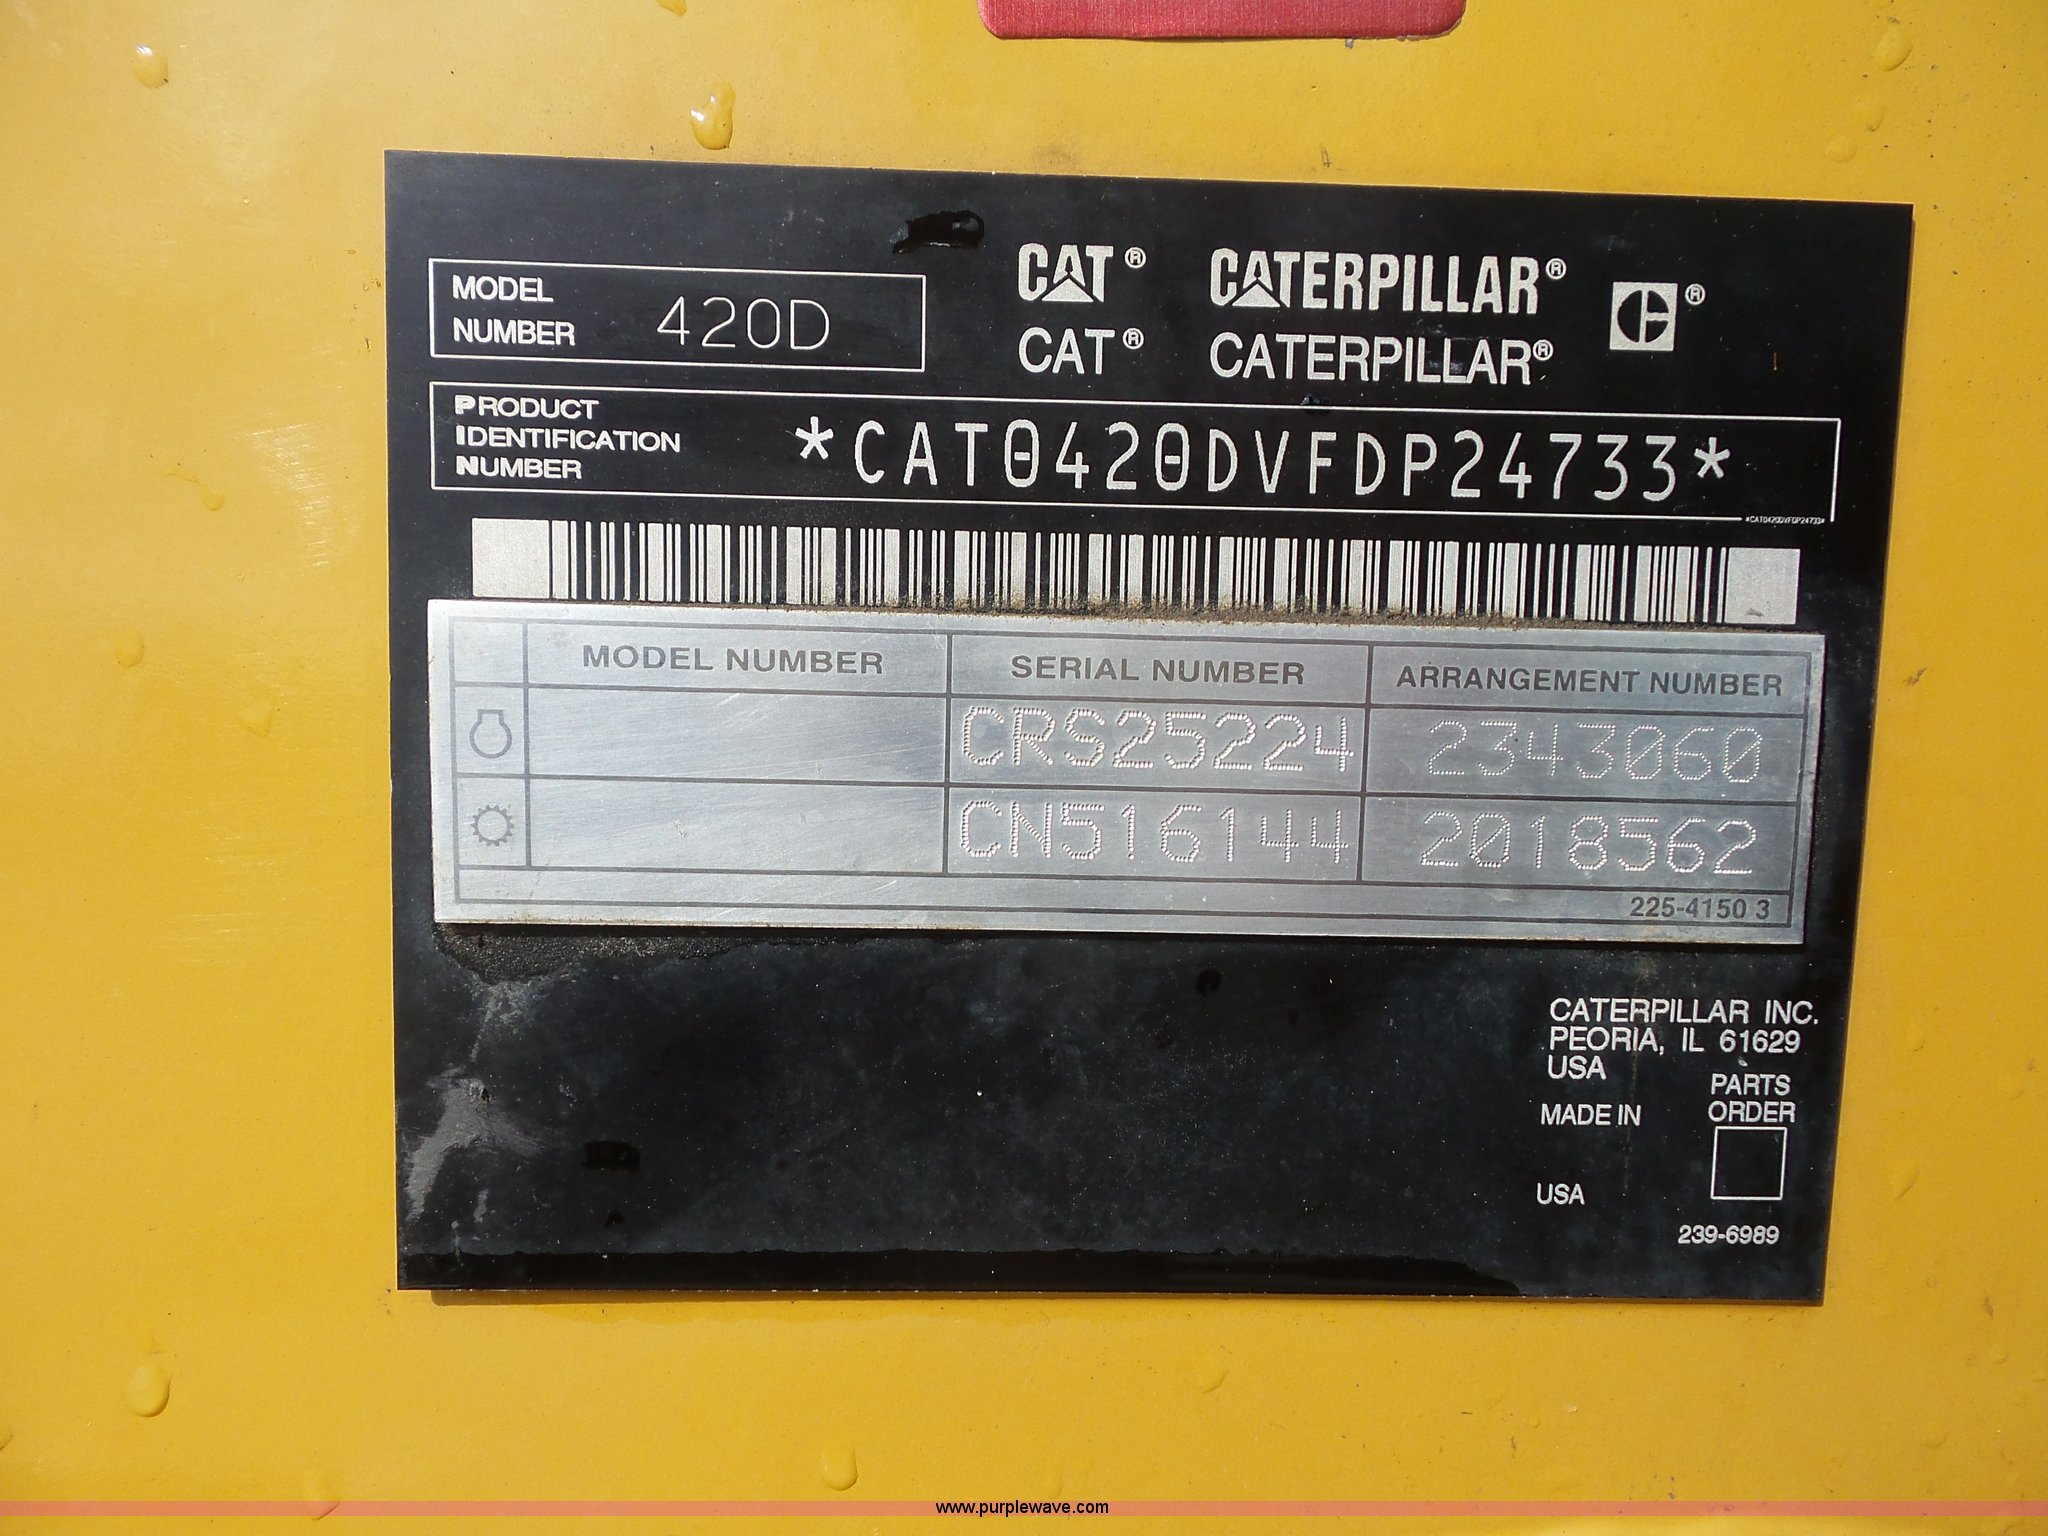 MODEL
NUMBER 420D
CAT® CATERPILLAR® ®
CAT® CATERPILLAR®
PRODUCT
IDENTIFICATION
NUMBER
*CAT0420DVFDP24733*
*CAT0420DVFDP24733*
MODEL NUMBER SERIAL NUMBER ARRANGEMENT NUMBER
CRS25224 2343060
CN516144 2018562
225-4150 3
CATERPILLAR INC.
PEORIA, IL 61629
USA
PARTS
ORDER
MADE IN
USA
239-6989
www.purplewave.com